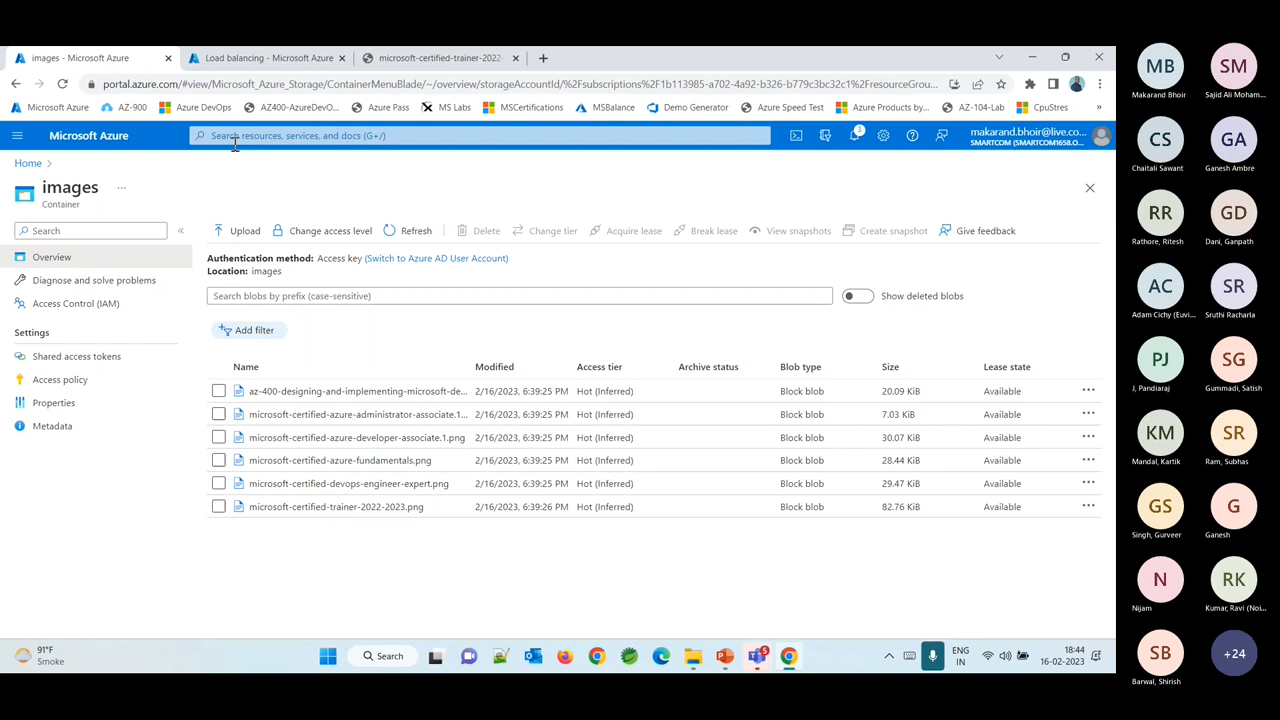 images - Microsoft Azure
Load balancing - Microsoft Azure
microsoft-certified-trainer-2022-
portal.azure.com/#view/Microsoft_Azure_Storage/ContainerMenuBlade/~/overview/storageAccountId/%2Fsubscriptions%2F1b113985-a702-4a92-b326-b779c3bc32c1%2FresourceGrou...
Microsoft Azure
AZ-900
Azure DevOps
AZ400-AzureDevO...
Azure Pass
MS Labs
MSCertifications
MSBalance
Demo Generator
Azure Speed Test
Azure Products by...
AZ-104-Lab
CpuStres
»
Microsoft Azure
Search resources, services, and docs (G+/)
3
makarand.bhoir@live.co...
SMARTCOM (SMARTCOM1658.O...
Home >
images
...
Container
Search
«
Overview
Diagnose and solve problems
Access Control (IAM)
Settings
Shared access tokens
Access policy
Properties
Metadata
Upload
Change access level
Refresh
Delete
Change tier
Acquire lease
Break lease
View snapshots
Create snapshot
Give feedback
Authentication method: Access key (Switch to Azure AD User Account)
Location: images
Search blobs by prefix (case-sensitive)
Show deleted blobs
Add filter
Name Modified Access tier Archive status Blob type Size Lease state
az-400-designing-and-implementing-microsoft-de... 2/16/2023, 6:39:25 PM Hot (Inferred) Block blob 20.09 KiB Available ...
microsoft-certified-azure-administrator-associate.1... 2/16/2023, 6:39:25 PM Hot (Inferred) Block blob 7.03 KiB Available ...
microsoft-certified-azure-developer-associate.1.png 2/16/2023, 6:39:25 PM Hot (Inferred) Block blob 30.07 KiB Available ...
microsoft-certified-azure-fundamentals.png 2/16/2023, 6:39:25 PM Hot (Inferred) Block blob 28.44 KiB Available ...
microsoft-certified-devops-engineer-expert.png 2/16/2023, 6:39:25 PM Hot (Inferred) Block blob 29.47 KiB Available ...
microsoft-certified-trainer-2022-2023.png 2/16/2023, 6:39:26 PM Hot (Inferred) Block blob 82.76 KiB Available ...
91°F
Smoke
Search
5
ENG
IN
18:44
16-02-2023
MB
Makarand Bhoir
SM
Sajid Ali Moham...
CS
Chaitali Sawant
GA
Ganesh Ambre
RR
Rathore, Ritesh
GD
Dani, Ganpath
AC
Adam Cichy (Euvi...
SR
Sruthi Racharla
PJ
J, Pandiaraj
SG
Gummadi, Satish
KM
Mandal, Kartik
SR
Ram, Subhas
GS
Singh, Gurveer
G
Ganesh
N
Nijam
RK
Kumar, Ravi (Noi...
SB
Barwal, Shirish
+24